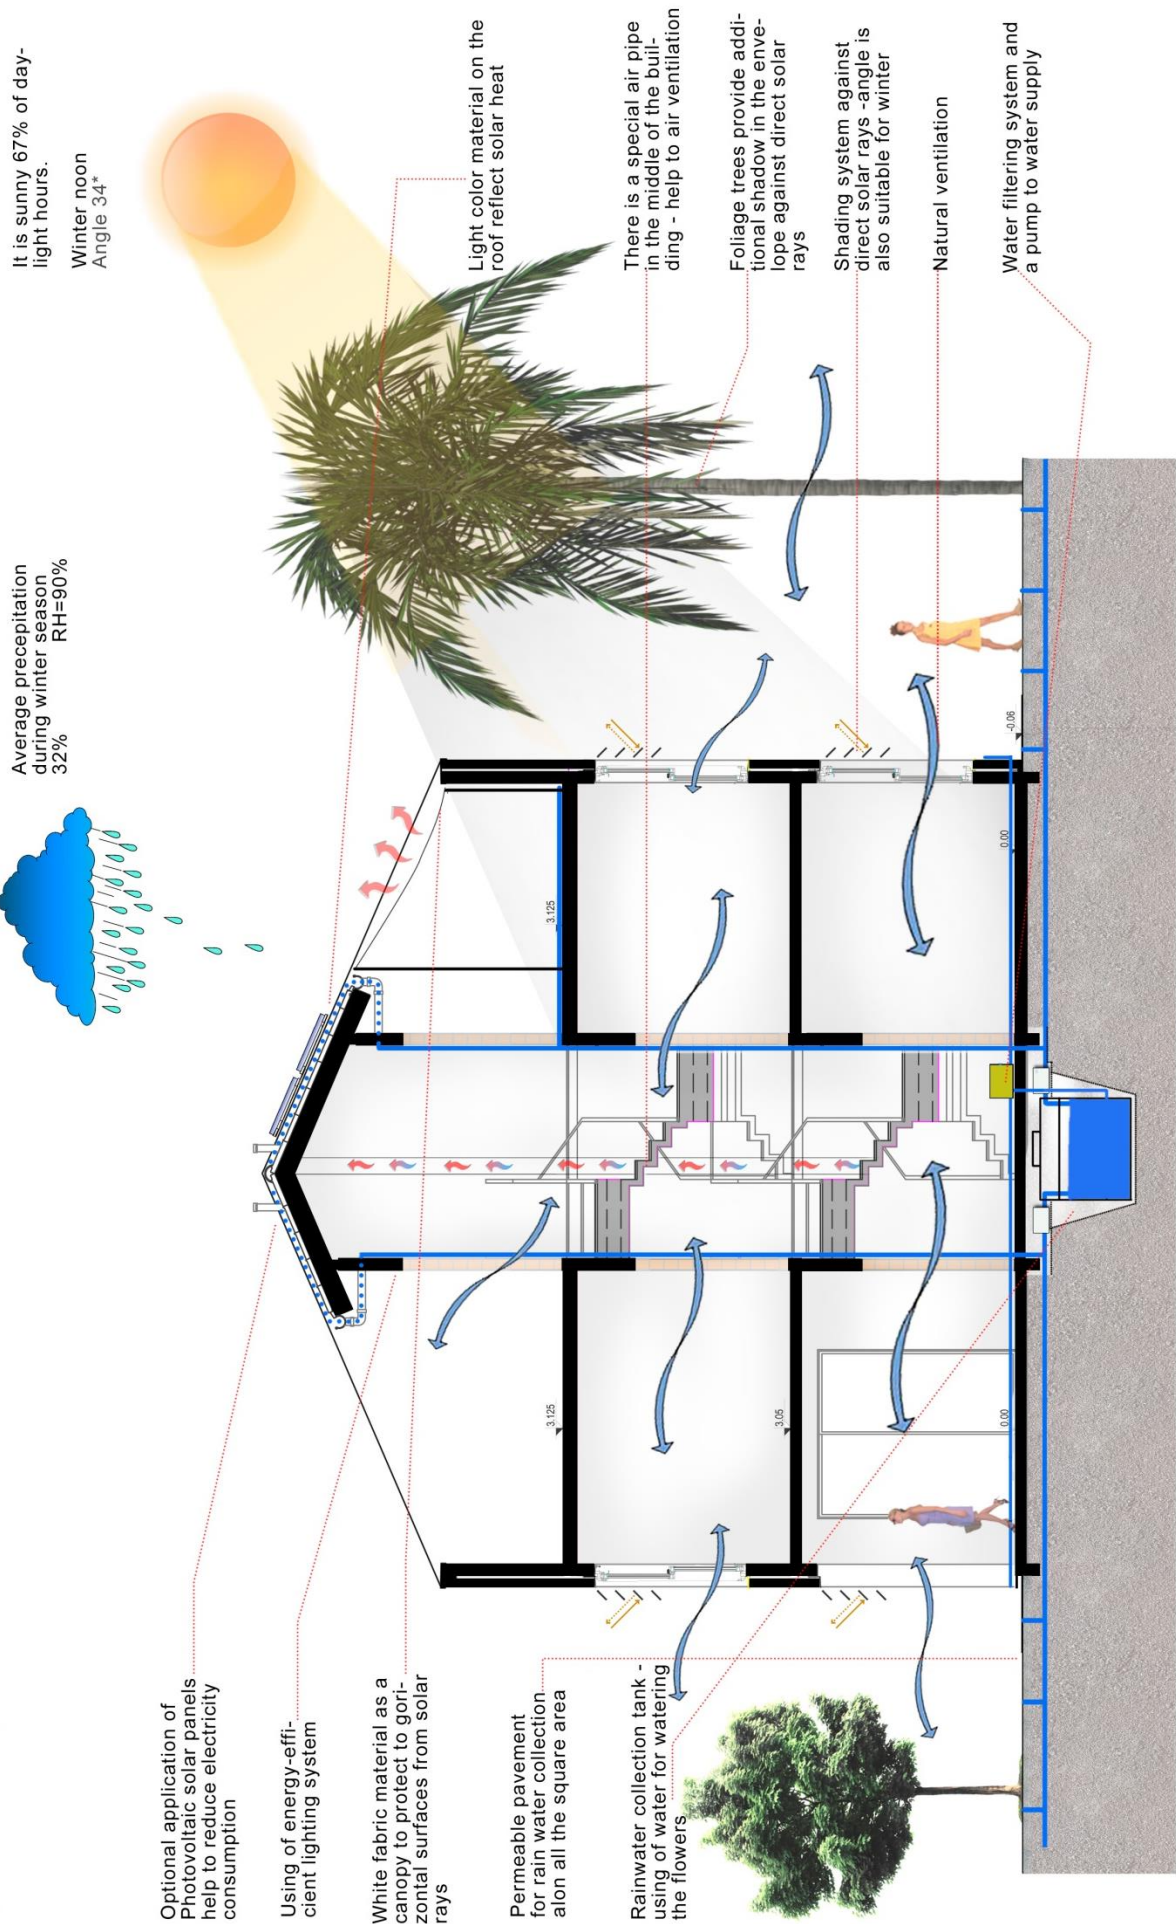 Average precepitation
during winter season
32% RH=90%
It is sunny 67% of day-
light hours.
Winter noon
Angle 34*
Optional application of
Photovoltaic solar panels
help to reduce electricity
consumption
Using of energy-effi-
cient lighting system
White fabric material as a
canopy to protect to gori-
zontal surfaces from solar
rays
Permeable pavement
for rain water collection
alon all the square area
Rainwater collection tank -
using of water for watering
the flowers
Light color material on the
roof reflect solar heat
There is a special air pipe
in the middle of the buil-
ding - help to air ventilation
Foliage trees provide addi-
tional shadow in the enve-
lope against direct solar
rays
Shading system against
direct solar rays -angle is
also suitable for winter
Natural ventilation
Water filtering system and
a pump to water supply
3.125
3.125
3.05
0.00
0.00
-0.06